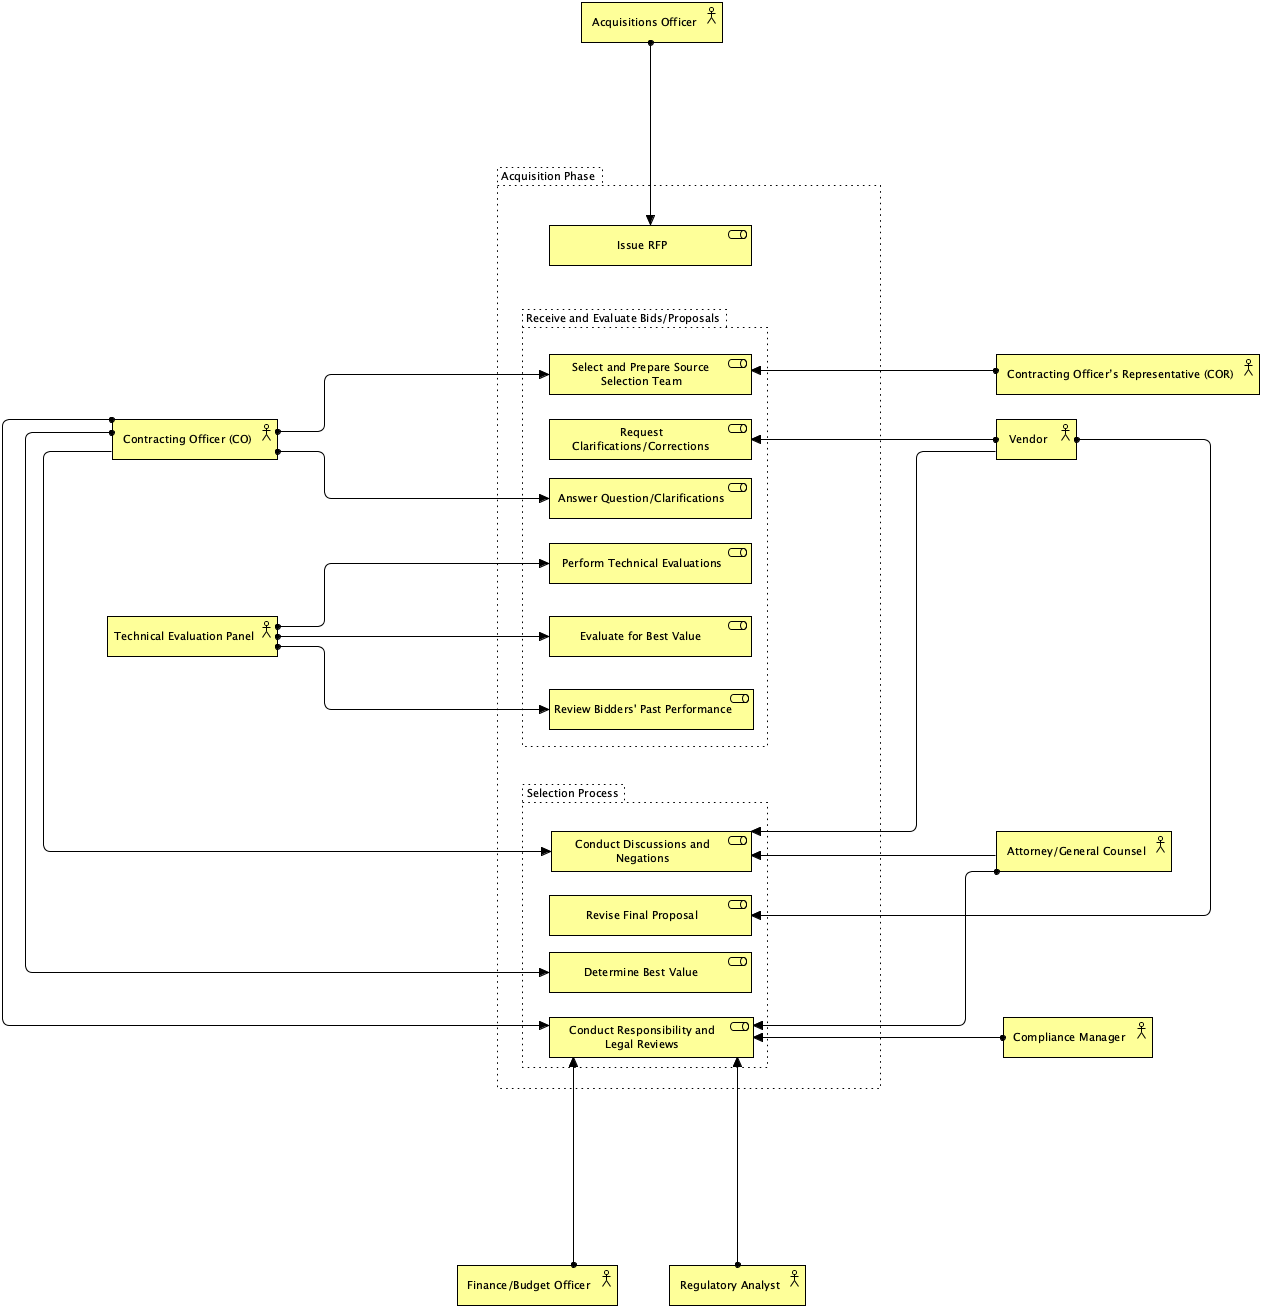 Acquisitions Officer
Acquisition Phase
Issue RFP
Receive and Evaluate Bids/Proposals
Select and Prepare Source
Selection Team
Contracting Officer's Representative (COR)
Contracting Officer (CO)
Request
Clarifications/Corrections
Vendor
Answer Question/Clarifications
Perform Technical Evaluations
Technical Evaluation Panel
Evaluate for Best Value
Review Bidders' Past Performance
Selection Process
Conduct Discussions and
Negations
Attorney/General Counsel
Revise Final Proposal
Determine Best Value
Conduct Responsibility and
Legal Reviews
Compliance Manager
Finance/Budget Officer
Regulatory Analyst